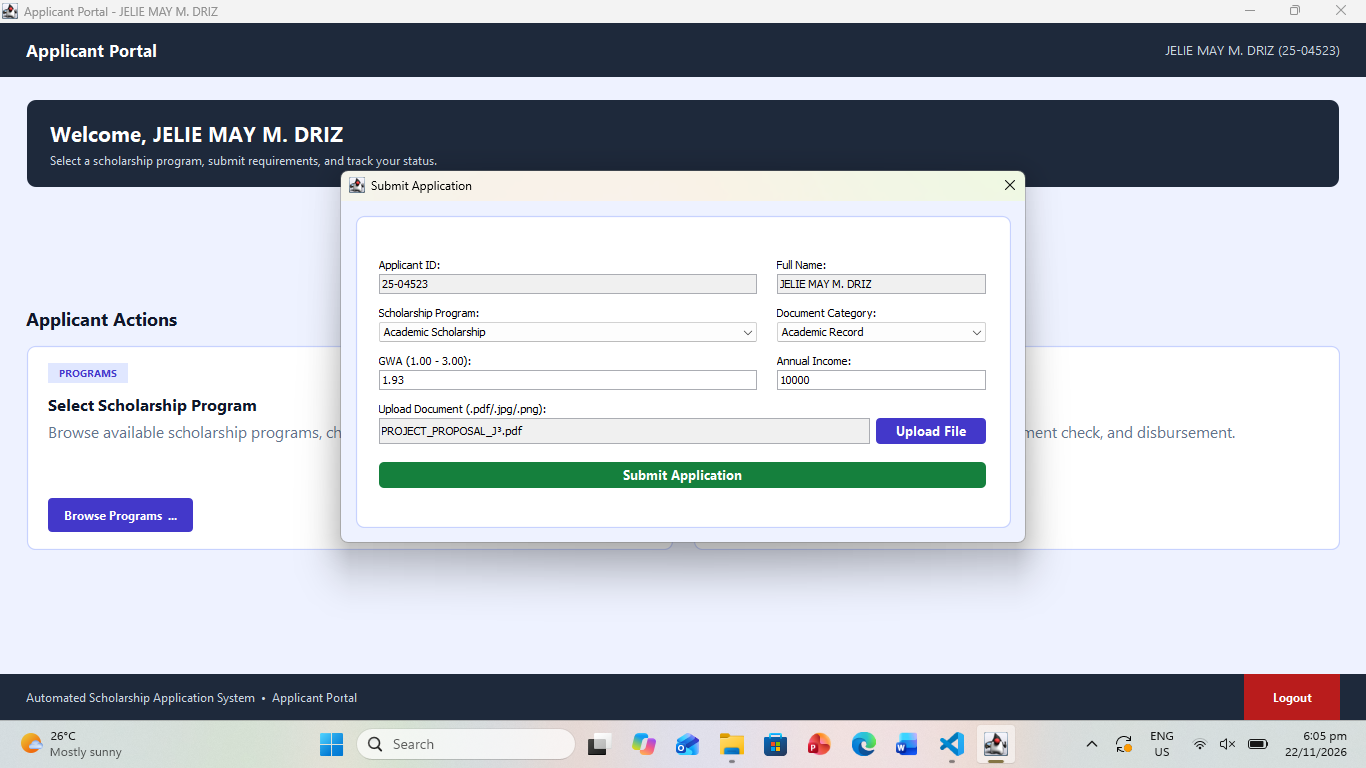 Applicant Portal - JELIE MAY M. DRIZ
Applicant Portal
JELIE MAY M. DRIZ (25-04523)
Welcome, JELIE MAY M. DRIZ
Select a scholarship program, submit requirements, and track your status.
Submit Application
Applicant ID:
Full Name:
25-04523
JELIE MAY M. DRIZ
Scholarship Program:
Document Category:
Academic Scholarship
Academic Record
GWA (1.00 - 3.00):
Annual Income:
1.93
10000
Upload Document (.pdf/.jpg/.png):
PROJECT_PROPOSAL_J³.pdf
Upload File
Submit Application
Applicant Actions
PROGRAMS
Select Scholarship Program
Browse available scholarship programs, ch
ment check, and disbursement.
Browse Programs ...
Automated Scholarship Application System • Applicant Portal
Logout
26°C
Mostly sunny
Search
ENG
US
6:05 pm
22/11/2026